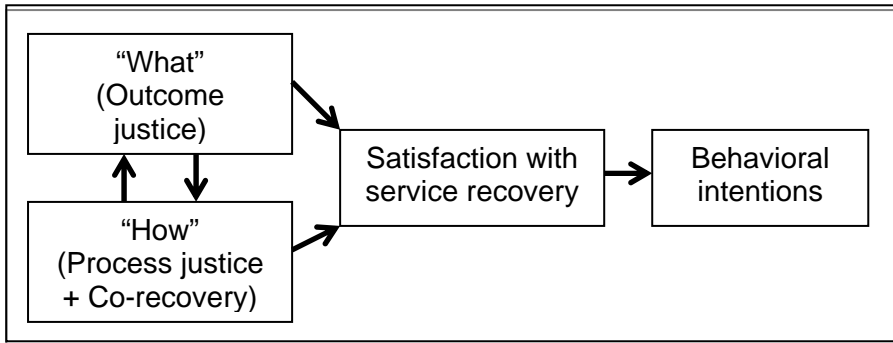 “What”
(Outcome
justice)
“How”
(Process justice
+ Co-recovery)
Satisfaction with
service recovery
Behavioral
intentions